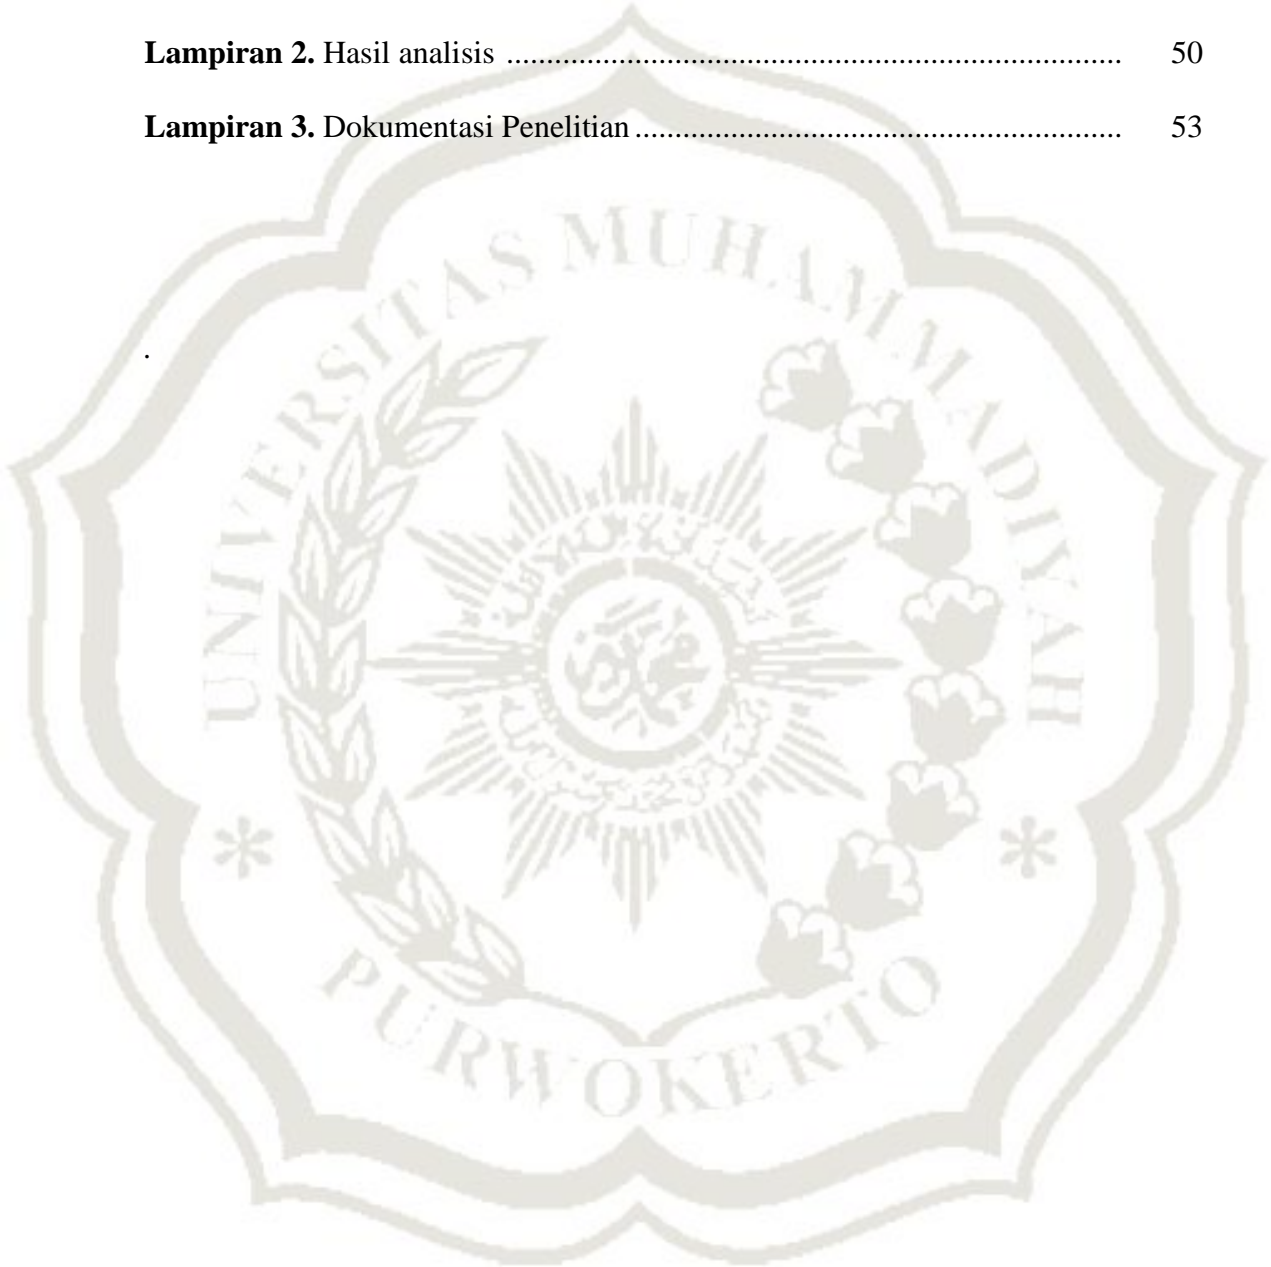 Lampiran 2. Hasil analisis ........................................................................... 50
Lampiran 3. Dokumentasi Penelitian ........................................................... 53
.
UNIVERSITAS MUHAMMADIYAH
PURWOKERTO